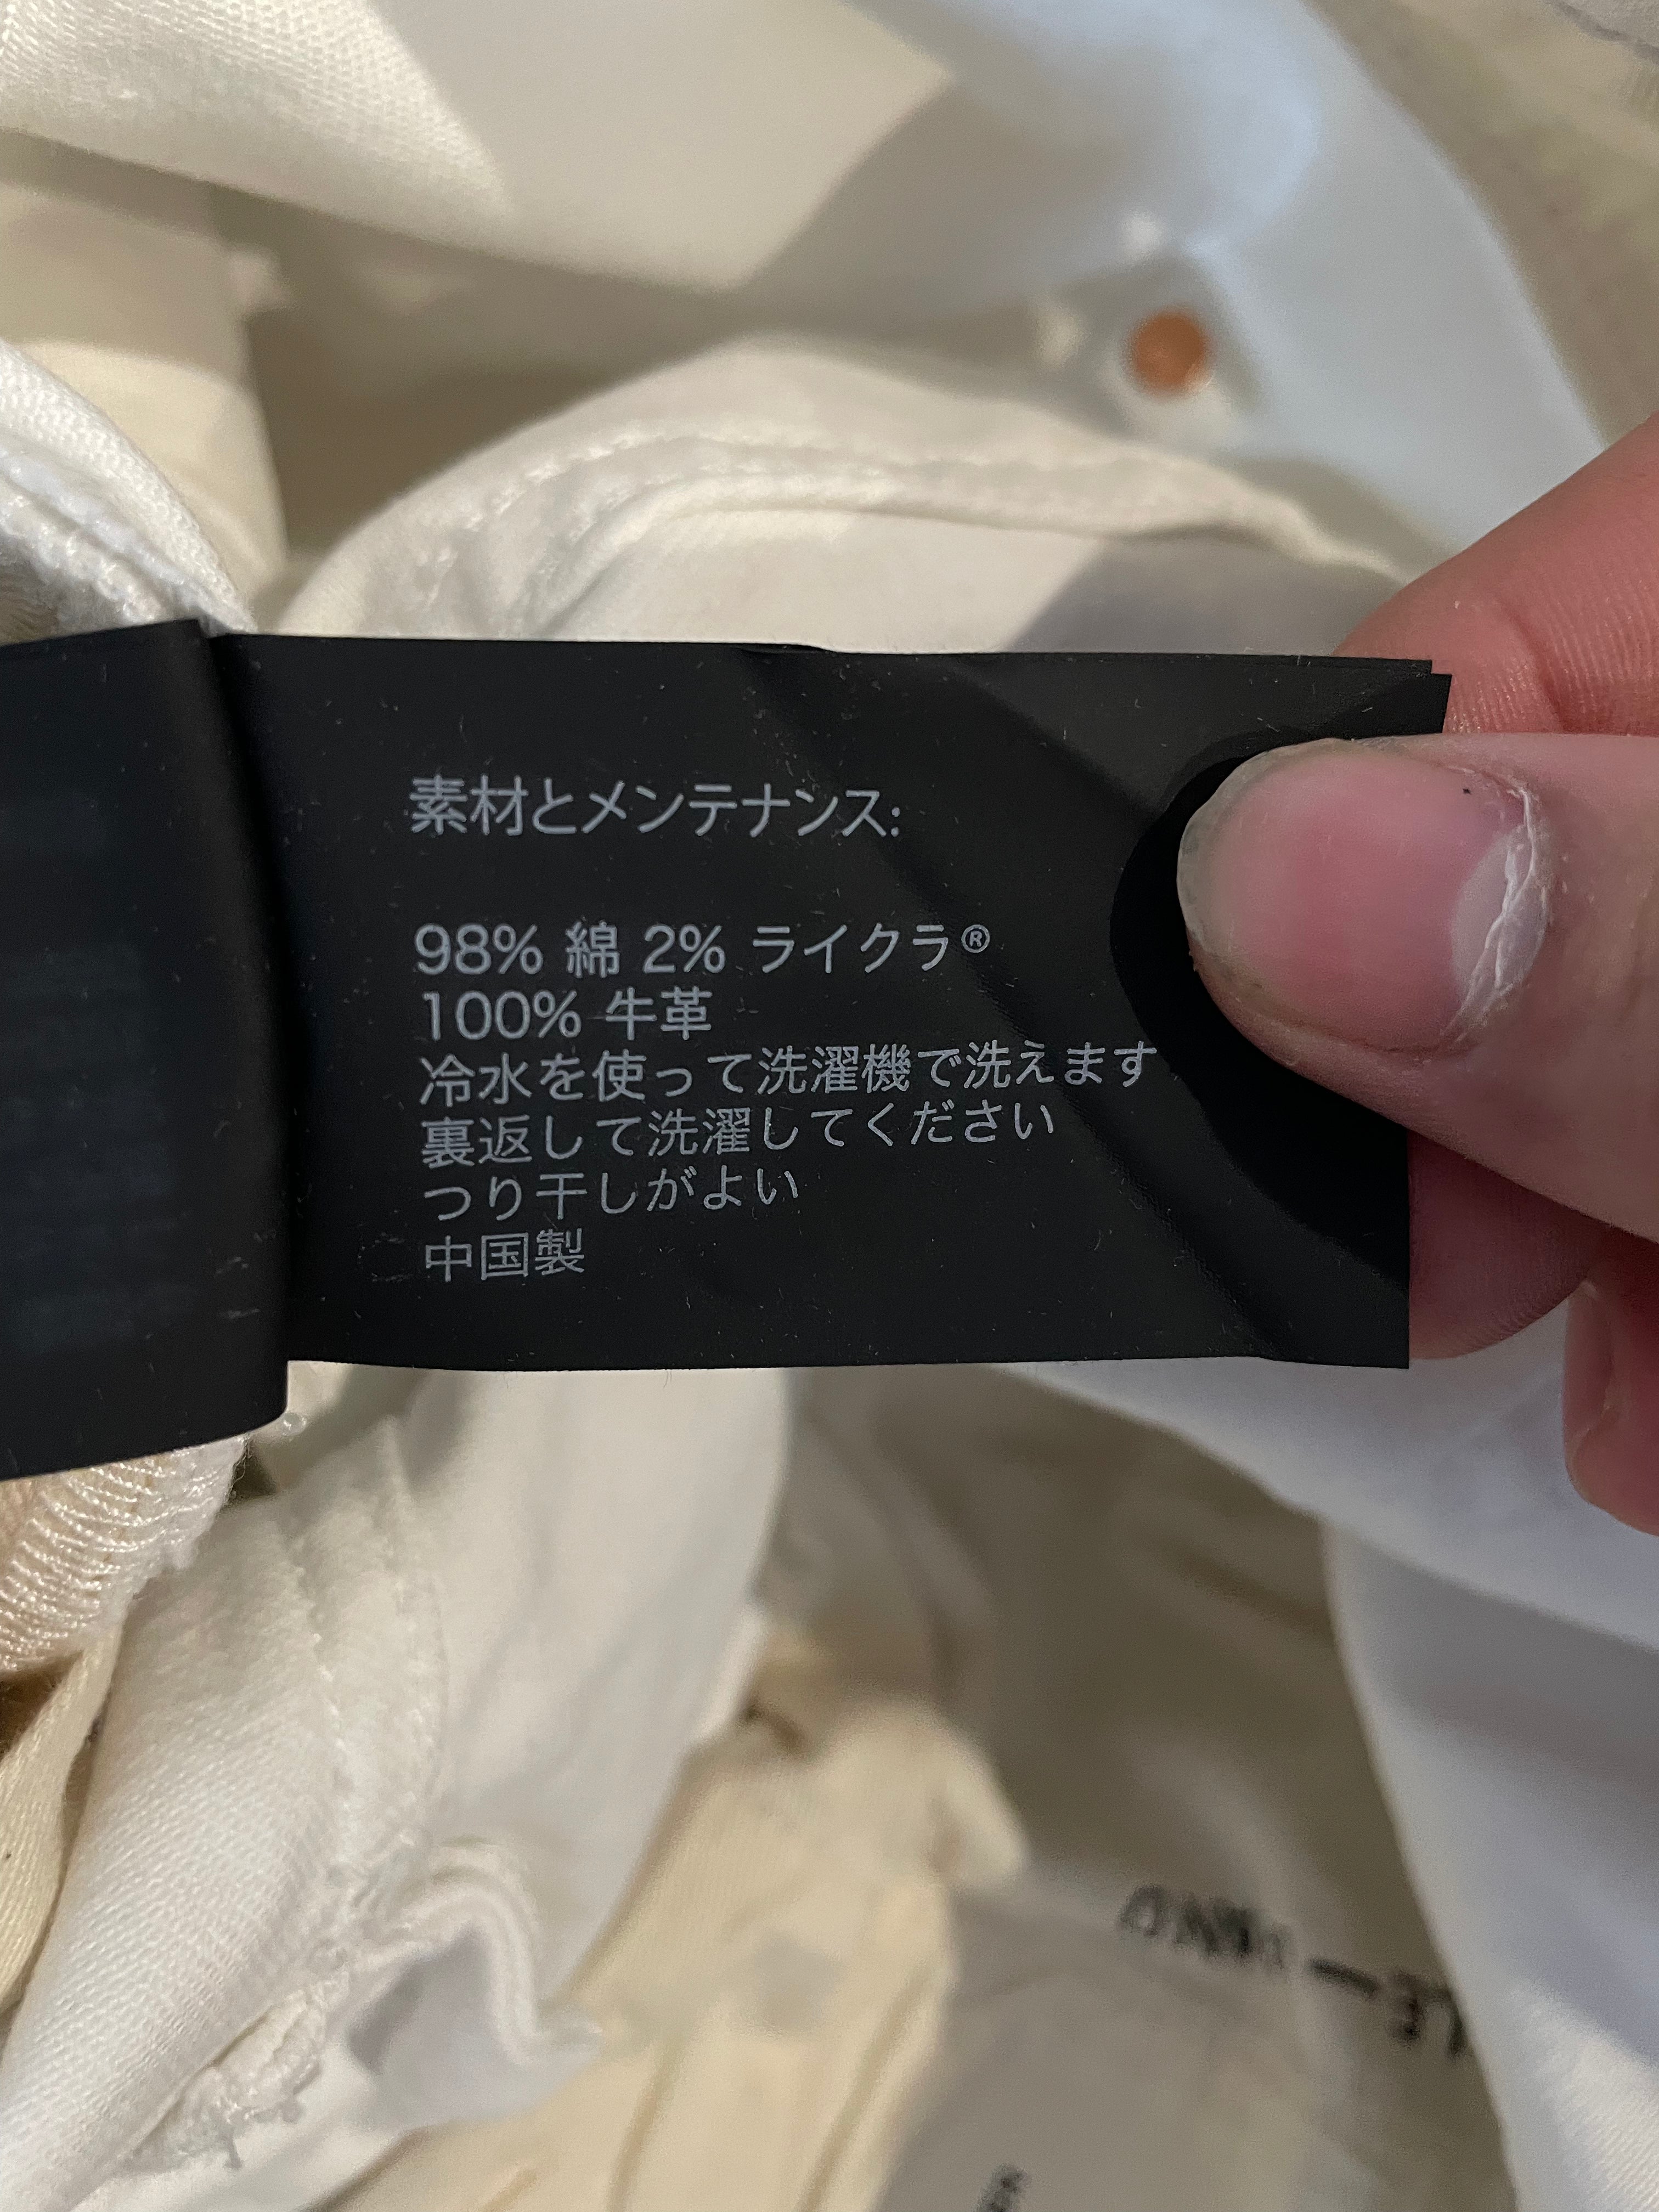 素材とメンテナンス:
98% 綿 2% ライクラ®
100% 牛革
冷水を使って洗濯機で洗えます
裏返して洗濯してください
つり干しがよい
中国製